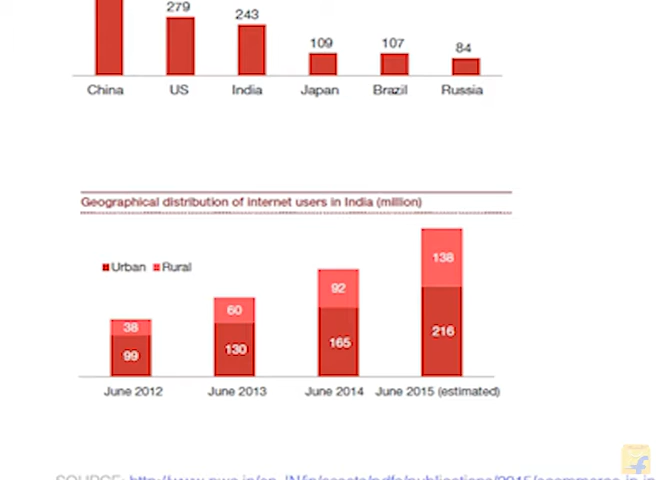 279
243
109
107
84
China US India Japan Brazil Russia
Geographical distribution of internet users in India (million)
Urban Rural
138
92
60
38
216
165
130
99
June 2012 June 2013 June 2014 June 2015 (estimated)
SOURCE: